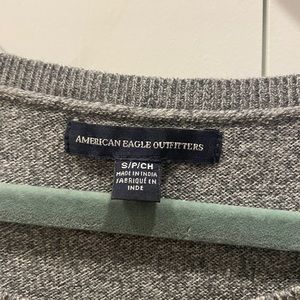 AMERICAN EAGLE OUTFITTERS
S/P/CH
MADE IN INDIA
FABRIQUÉ EN
INDE